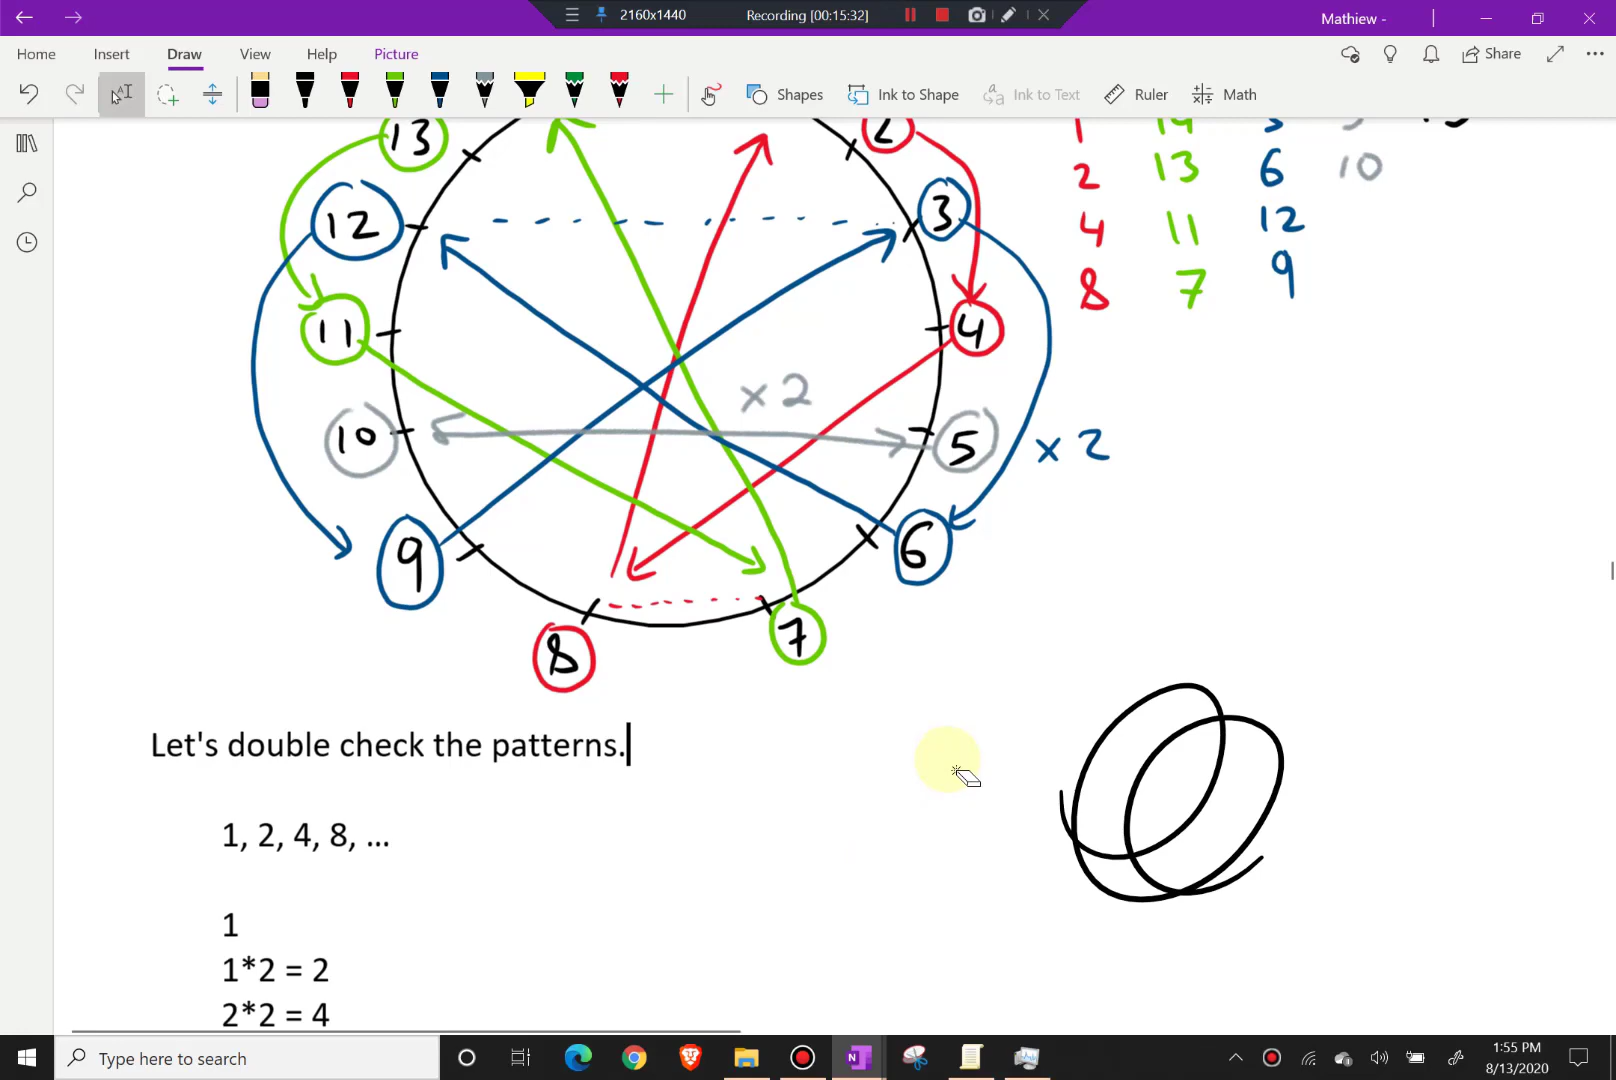 2160x1440 Recording [00:15:32] Mathiew -
Home Insert Draw View Help Picture Share
Shapes Ink to Shape Ink to Text Ruler Math
13 2
1 14 3
2 13 6 10
12 3
4 11 12
8 7 9
11 4
× 2
10 5 × 2
9 6
8 7
Let's double check the patterns.
1, 2, 4, 8, ...
1
1*2 = 2
2*2 = 4
Type here to search
1:55 PM
8/13/2020